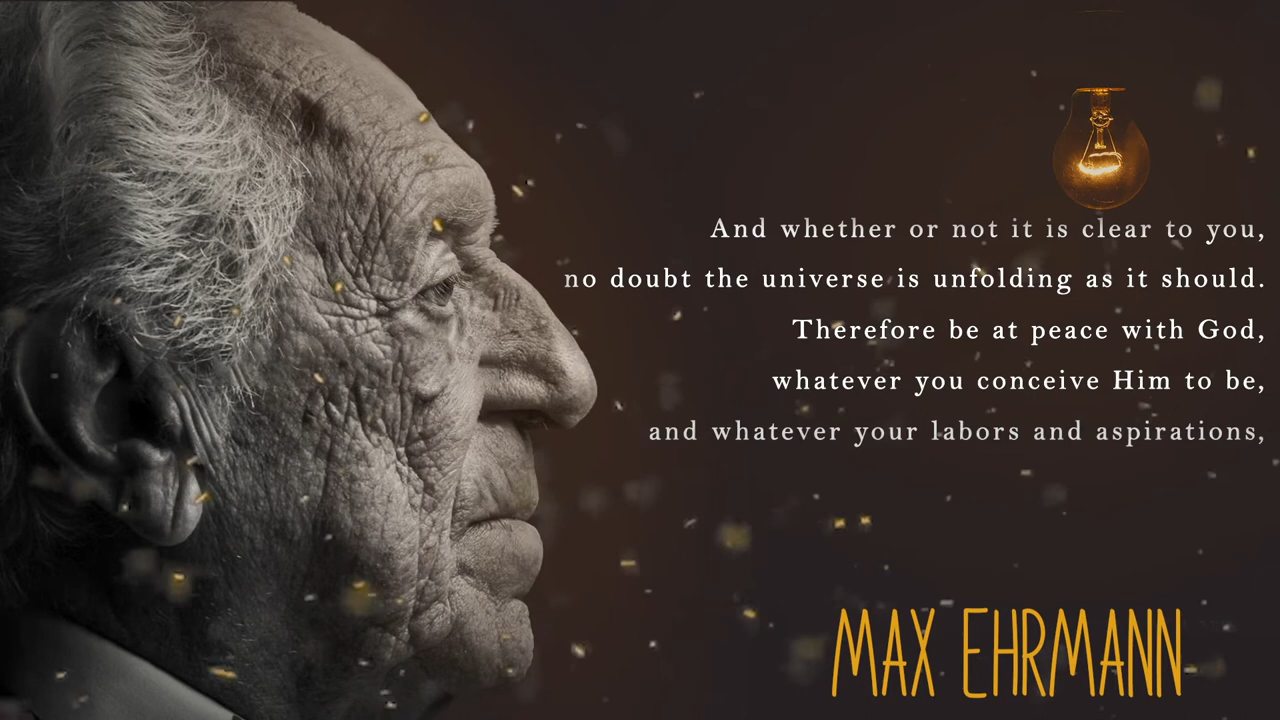 And whether or not it is clear to you,
no doubt the universe is unfolding as it should.
Therefore be at peace with God,
whatever you conceive Him to be,
and whatever your labors and aspirations,
MAX EHRMANN